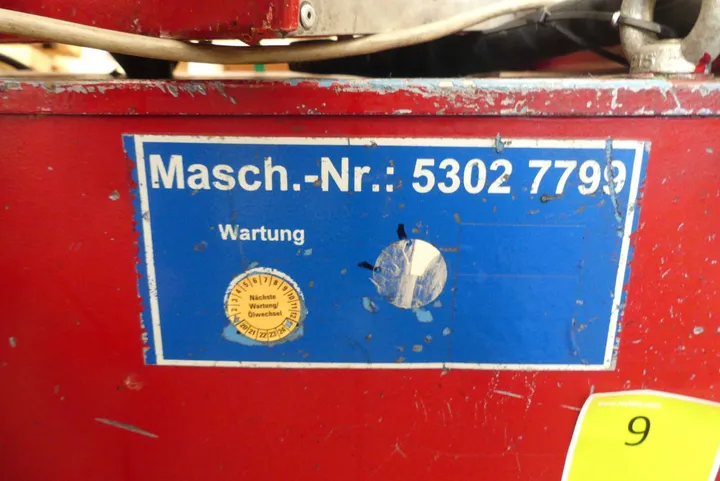 Masch.-Nr.: 5302 7799
Wartung
Nächste
Wartung/
Ölwechsel
9